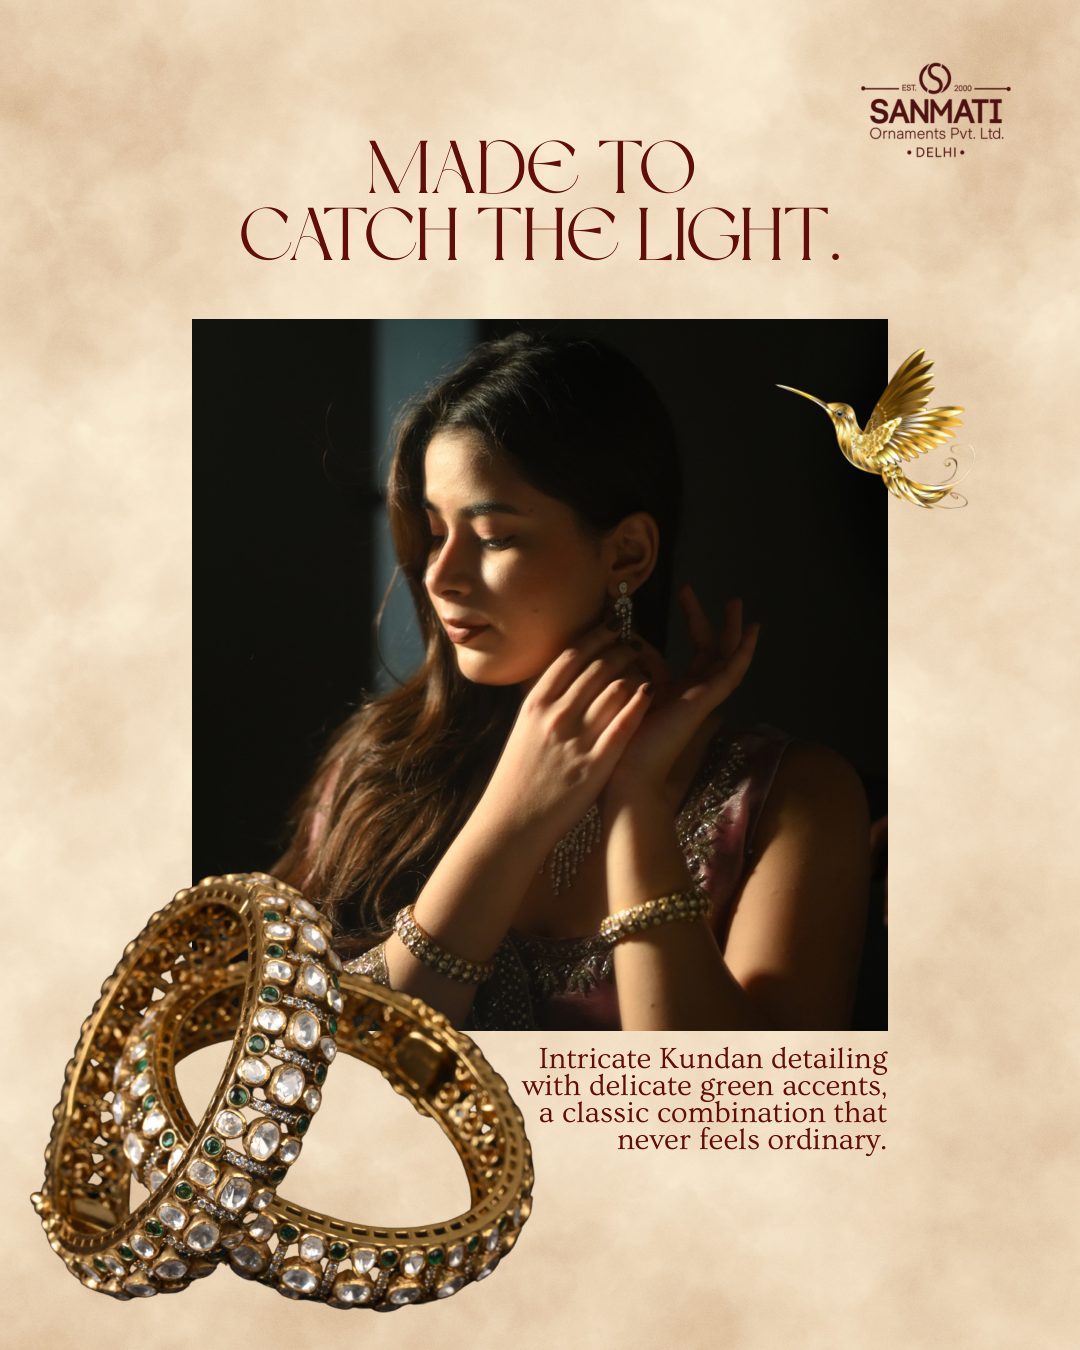 EST. 2000
SANMATI
Ornaments Pvt. Ltd.
• DELHI •
MADE TO
CATCH THE LIGHT.
Intricate Kundan detailing
with delicate green accents,
a classic combination that
never feels ordinary.